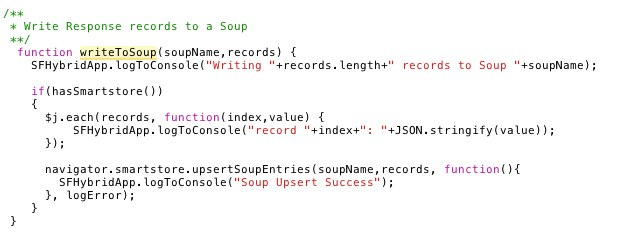 /**
 * Write Response records to a Soup
 **/
  function writeToSoup(soupName,records) {
    SFHybridApp.logToConsole("Writing "+records.length+" records to Soup "+soupName);
    if(hasSmartstore())
    {
      $j.each(records, function(index,value) {
          SFHybridApp.logToConsole("record "+index+": "+JSON.stringify(value));
      });
      navigator.smartstore.upsertSoupEntries(soupName,records, function(){
        SFHybridApp.logToConsole("Soup Upsert Success");
      }, logError);
    }
 }